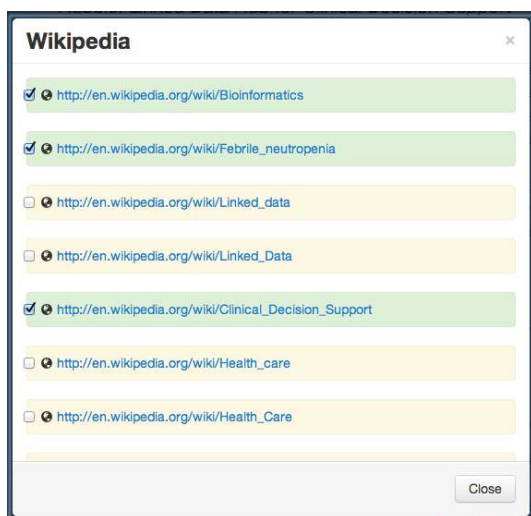 Wikipedia
×
http://en.wikipedia.org/wiki/Bioinformatics
http://en.wikipedia.org/wiki/Febrile_neutropenia
http://en.wikipedia.org/wiki/Linked_data
http://en.wikipedia.org/wiki/Linked_Data
http://en.wikipedia.org/wiki/Clinical_Decision_Support
http://en.wikipedia.org/wiki/Health_care
http://en.wikipedia.org/wiki/Health_Care
Close